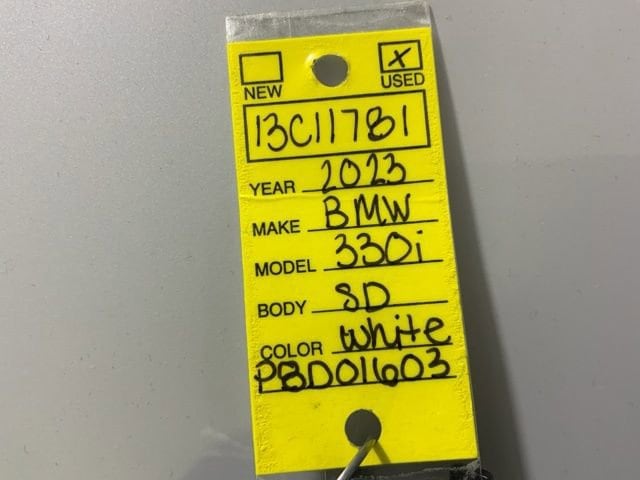 X
NEW USED
13C11781
YEAR 2023
MAKE BMW
MODEL 330i
BODY SD
COLOR White
PBD01603